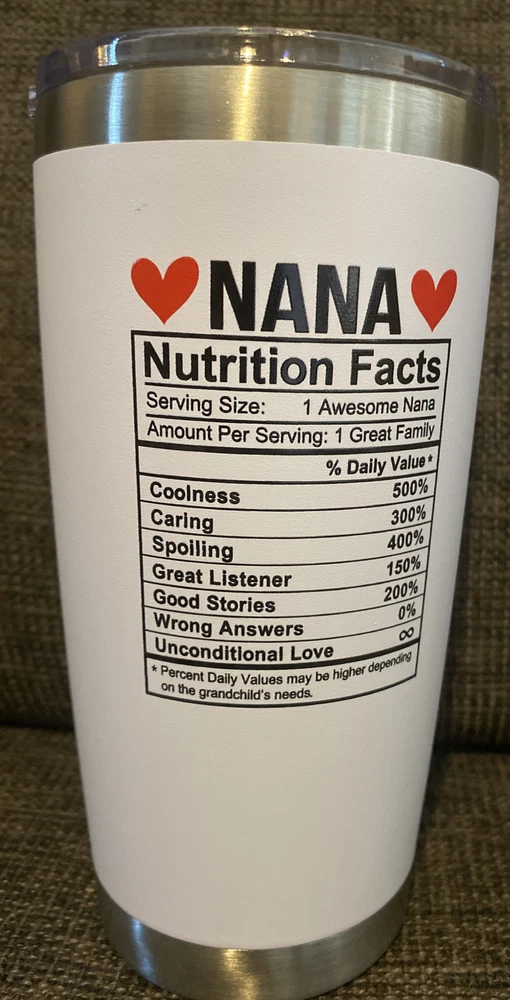 NANA
Nutrition Facts
Serving Size: 1 Awesome Nana
Amount Per Serving: 1 Great Family
% Daily Value*
Coolness 500%
Caring 300%
Spoiling 400%
Great Listener 150%
Good Stories 200%
Wrong Answers 0%
Unconditional Love ∞
* Percent Daily Values may be higher depending
on the grandchild's needs.